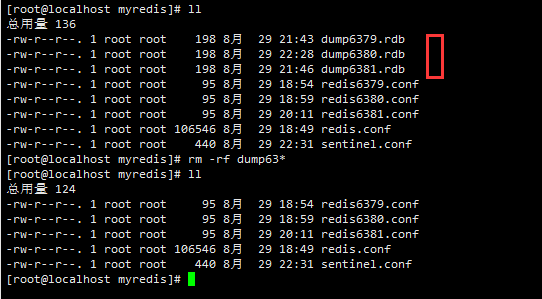 [root@localhost myredis]# ll
总用量 136
-rw-r--r--. 1 root root    198 8月  29 21:43 dump6379.rdb
-rw-r--r--. 1 root root    198 8月  29 22:28 dump6380.rdb
-rw-r--r--. 1 root root    198 8月  29 21:46 dump6381.rdb
-rw-r--r--. 1 root root     95 8月  29 18:54 redis6379.conf
-rw-r--r--. 1 root root     95 8月  29 18:59 redis6380.conf
-rw-r--r--. 1 root root     95 8月  29 20:11 redis6381.conf
-rw-r--r--. 1 root root 106546 8月  29 18:49 redis.conf
-rw-r--r--. 1 root root    440 8月  29 22:31 sentinel.conf
[root@localhost myredis]# rm -rf dump63*
[root@localhost myredis]# ll
总用量 124
-rw-r--r--. 1 root root     95 8月  29 18:54 redis6379.conf
-rw-r--r--. 1 root root     95 8月  29 18:59 redis6380.conf
-rw-r--r--. 1 root root     95 8月  29 20:11 redis6381.conf
-rw-r--r--. 1 root root 106546 8月  29 18:49 redis.conf
-rw-r--r--. 1 root root    440 8月  29 22:31 sentinel.conf
[root@localhost myredis]#